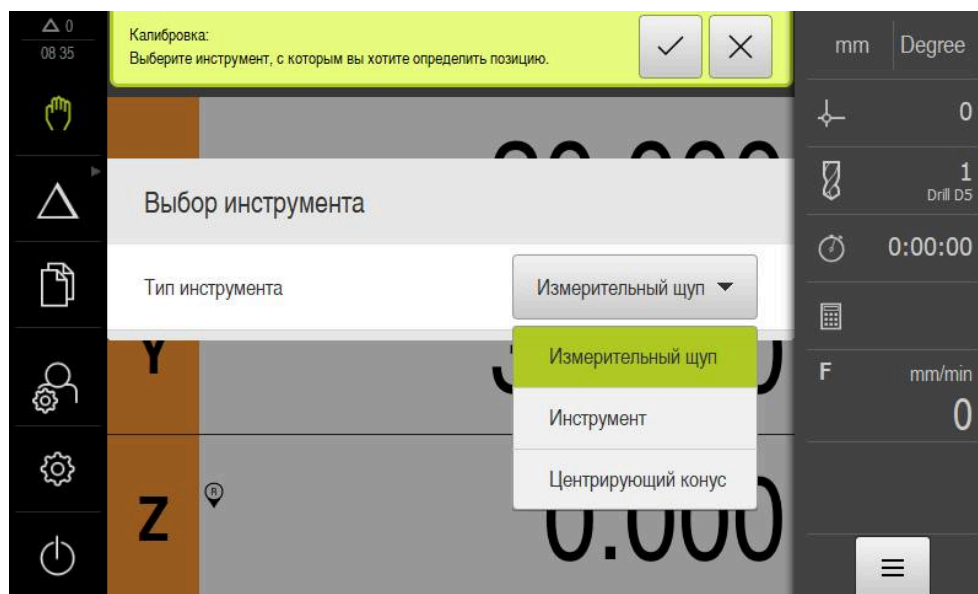 0
08 35
Калибровка:
Выберите инструмент, с которым вы хотите определить позицию.
mm
Degree
0
1
Drill D5
0:00:00
Выбор инструмента
Тип инструмента
Измерительный щуп
Измерительный щуп
Инструмент
Центрирующий конус
Y
F
mm/min
0
Z
R
0.000